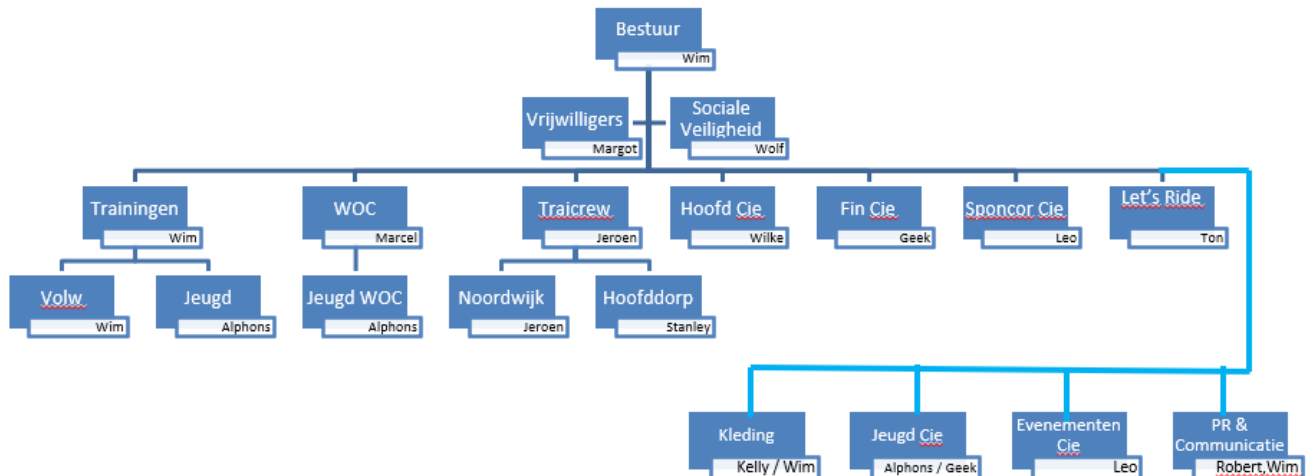 Bestuur
Wim
Vrijwilligers
Margot
Sociale
Veiligheid
Wolf
Trainingen
Wim
WOC
Marcel
Traicrew
Jeroen
Hoofd Cie
Wilke
Fin Cie
Geek
Sponcor Cie
Leo
Let's Ride
Ton
Volw
Wim
Jeugd
Alphons
Jeugd WOC
Alphons
Noordwijk
Jeroen
Hoofddorp
Stanley
Kleding
Kelly / Wim
Jeugd Cie
Alphons / Geek
Evenementen
Cie
Leo
PR &
Communicatie
Robert,Wim